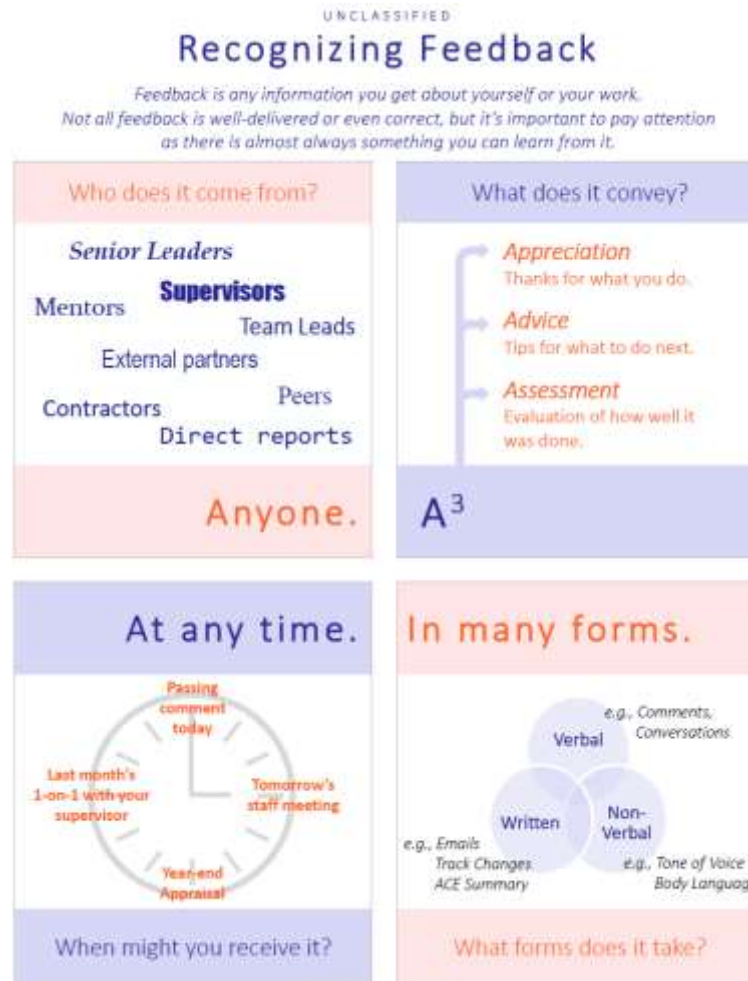 UNCLASSIFIED
Recognizing Feedback
Feedback is any information you get about yourself or your work.
Not all feedback is well-delivered or even correct, but it's important to pay attention
as there is almost always something you can learn from it.
Who does it come from?
Senior Leaders
Supervisors
Mentors
Team Leads
External partners
Peers
Contractors
Direct reports
Anyone.
What does it convey?
Appreciation
Thanks for what you do.
Advice
Tips for what to do next.
Assessment
Evaluation of how well it
was done.
A³
At any time.
Passing
comment
today
Last month's
1-on-1 with your
supervisor
Tomorrow's
staff meeting
Year-end
Appraisal
When might you receive it?
In many forms.
e.g., Comments,
Conversations
Verbal
Written
Non-
Verbal
e.g., Emails
Track Changes
ACE Summary
e.g., Tone of Voice
Body Languag
What forms does it take?